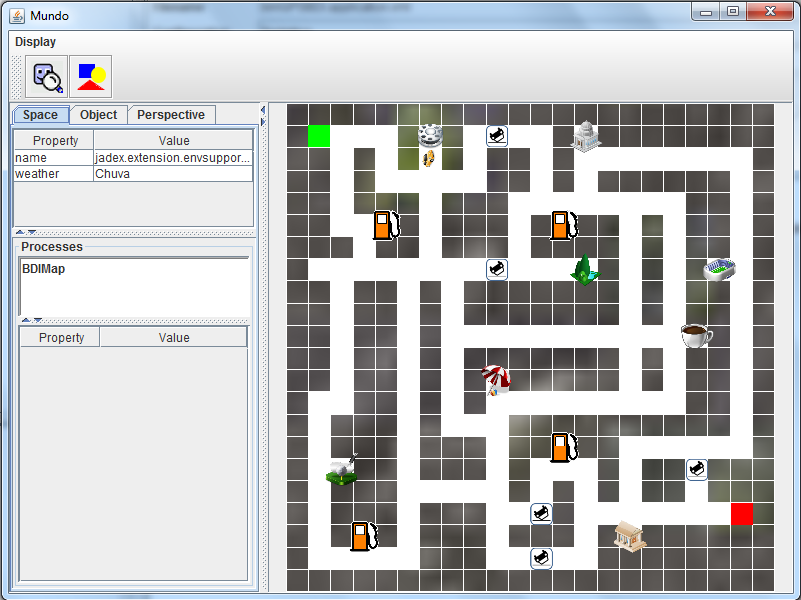 Mundo
Display
Space Object Perspective
Property Value
name jadex.extension.envsuppor...
weather Chuva
Processes
BDIMap
Property Value